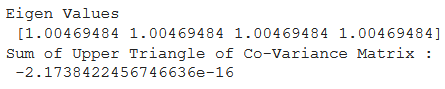 Eigen Values
[1.00469484 1.00469484 1.00469484 1.00469484]
Sum of Upper Triangle of Co-Variance Matrix :
-2.1738422456746636e-16